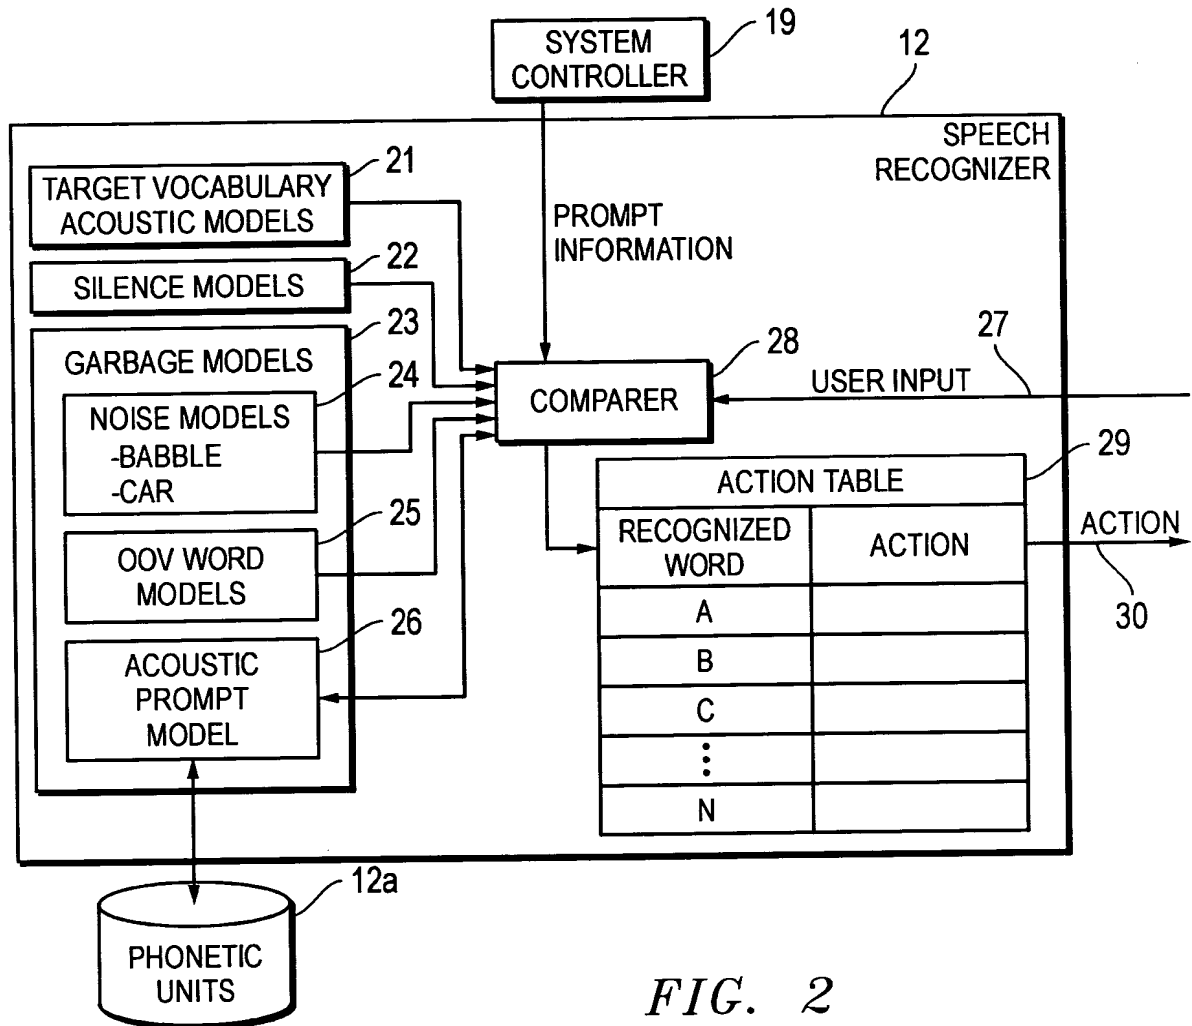 SYSTEM
CONTROLLER
19
12
SPEECH
RECOGNIZER
TARGET VOCABULARY
ACOUSTIC MODELS
21
PROMPT
INFORMATION
SILENCE MODELS
22
GARBAGE MODELS
23
NOISE MODELS
-BABBLE
-CAR
24
OOV WORD
MODELS
25
ACOUSTIC
PROMPT
MODEL
26
COMPARER
28
USER INPUT
27
ACTION TABLE
29
RECOGNIZED
WORD
ACTION
A
B
C
N
ACTION
30
PHONETIC
UNITS
12a
FIG. 2